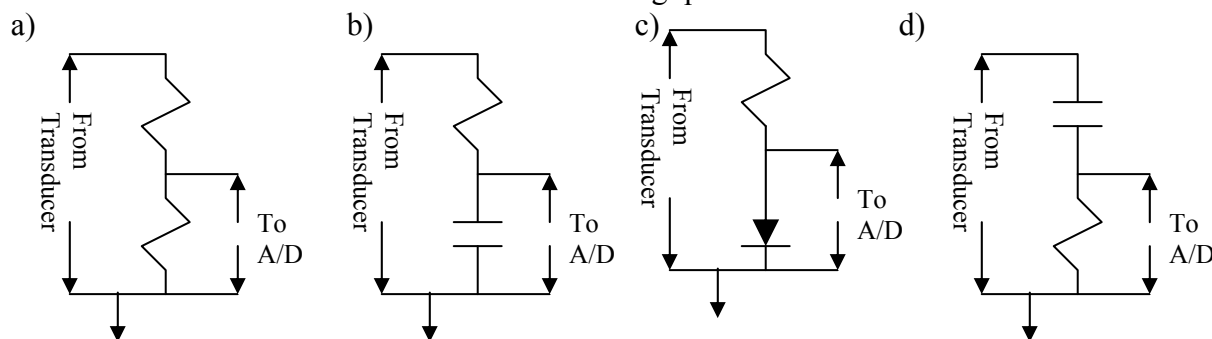 a)
b)
c)
d)
From
Transducer
To
A/D
From
Transducer
To
A/D
From
Transducer
To
A/D
From
Transducer
To
A/D